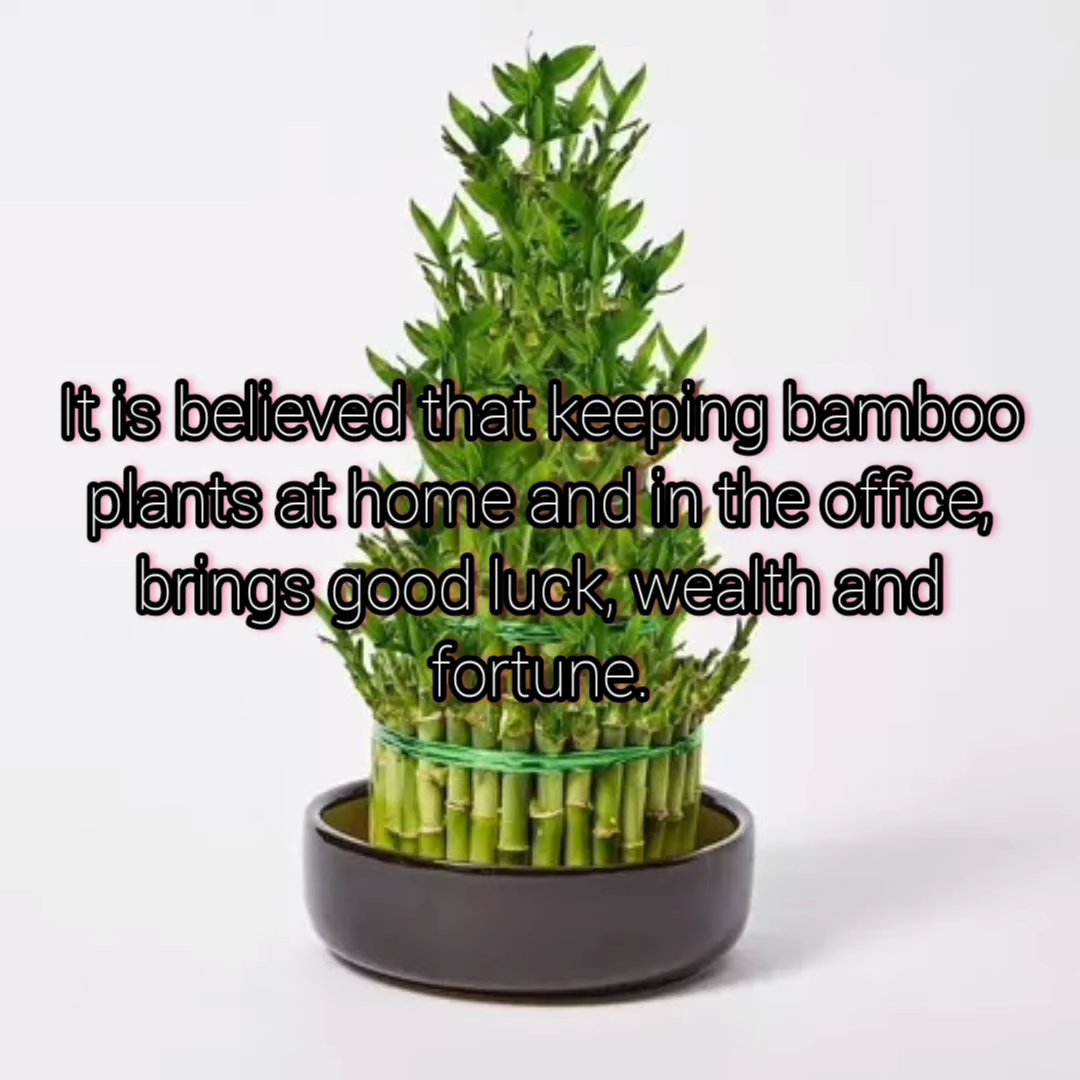 It is believed that keeping bamboo
plants at home and in the office,
brings good luck, wealth and
fortune.